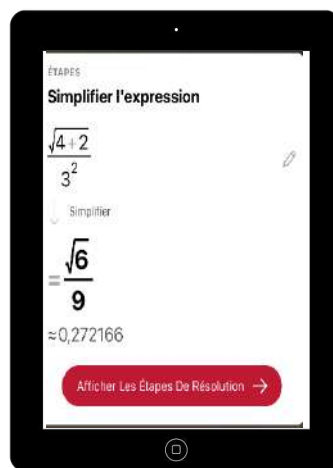 ÉTAPES
Simplifier l'expression
√(4+2)
3²
Simplifier
= √6
9
≈0,272166
Afficher Les Étapes De Résolution →